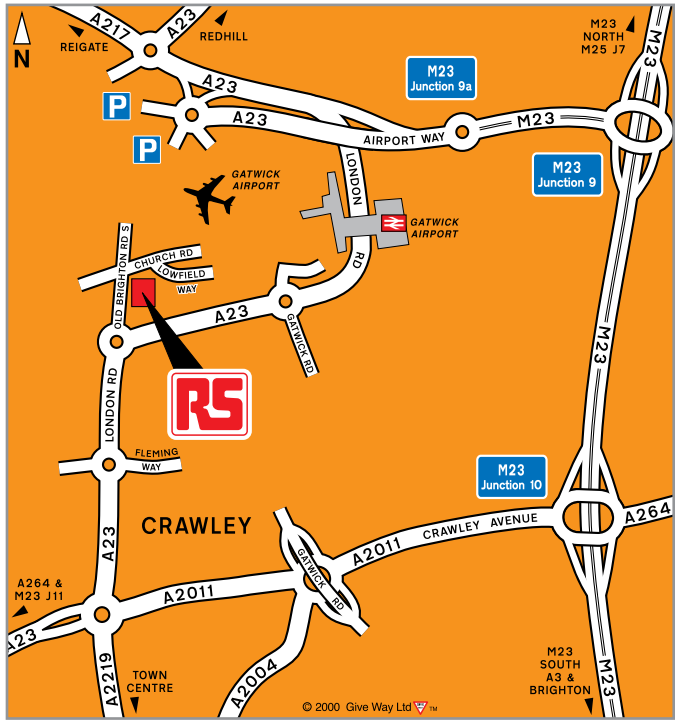 A217
A23
REIGATE
REDHILL
N
M23
NORTH
M25 J7
M23
A23
M23
Junction 9a
P
A23
AIRPORT WAY
M23
P
M23
Junction 9
LONDON
RD
GATWICK
AIRPORT
GATWICK
AIRPORT
OLD BRIGHTON RD S
CHURCH RD
LOWFIELD
WAY
A23
GATWICK RD
M23
RS
LONDON RD
FLEMING
WAY
M23
Junction 10
CRAWLEY
A23
A2011
CRAWLEY AVENUE
A264
GATWICK RD
A264 &
M23 J11
A2011
A23
A2219
TOWN
CENTRE
A2004
M23
SOUTH
A3 &
BRIGHTON
M23
© 2000 Give Way Ltd TM